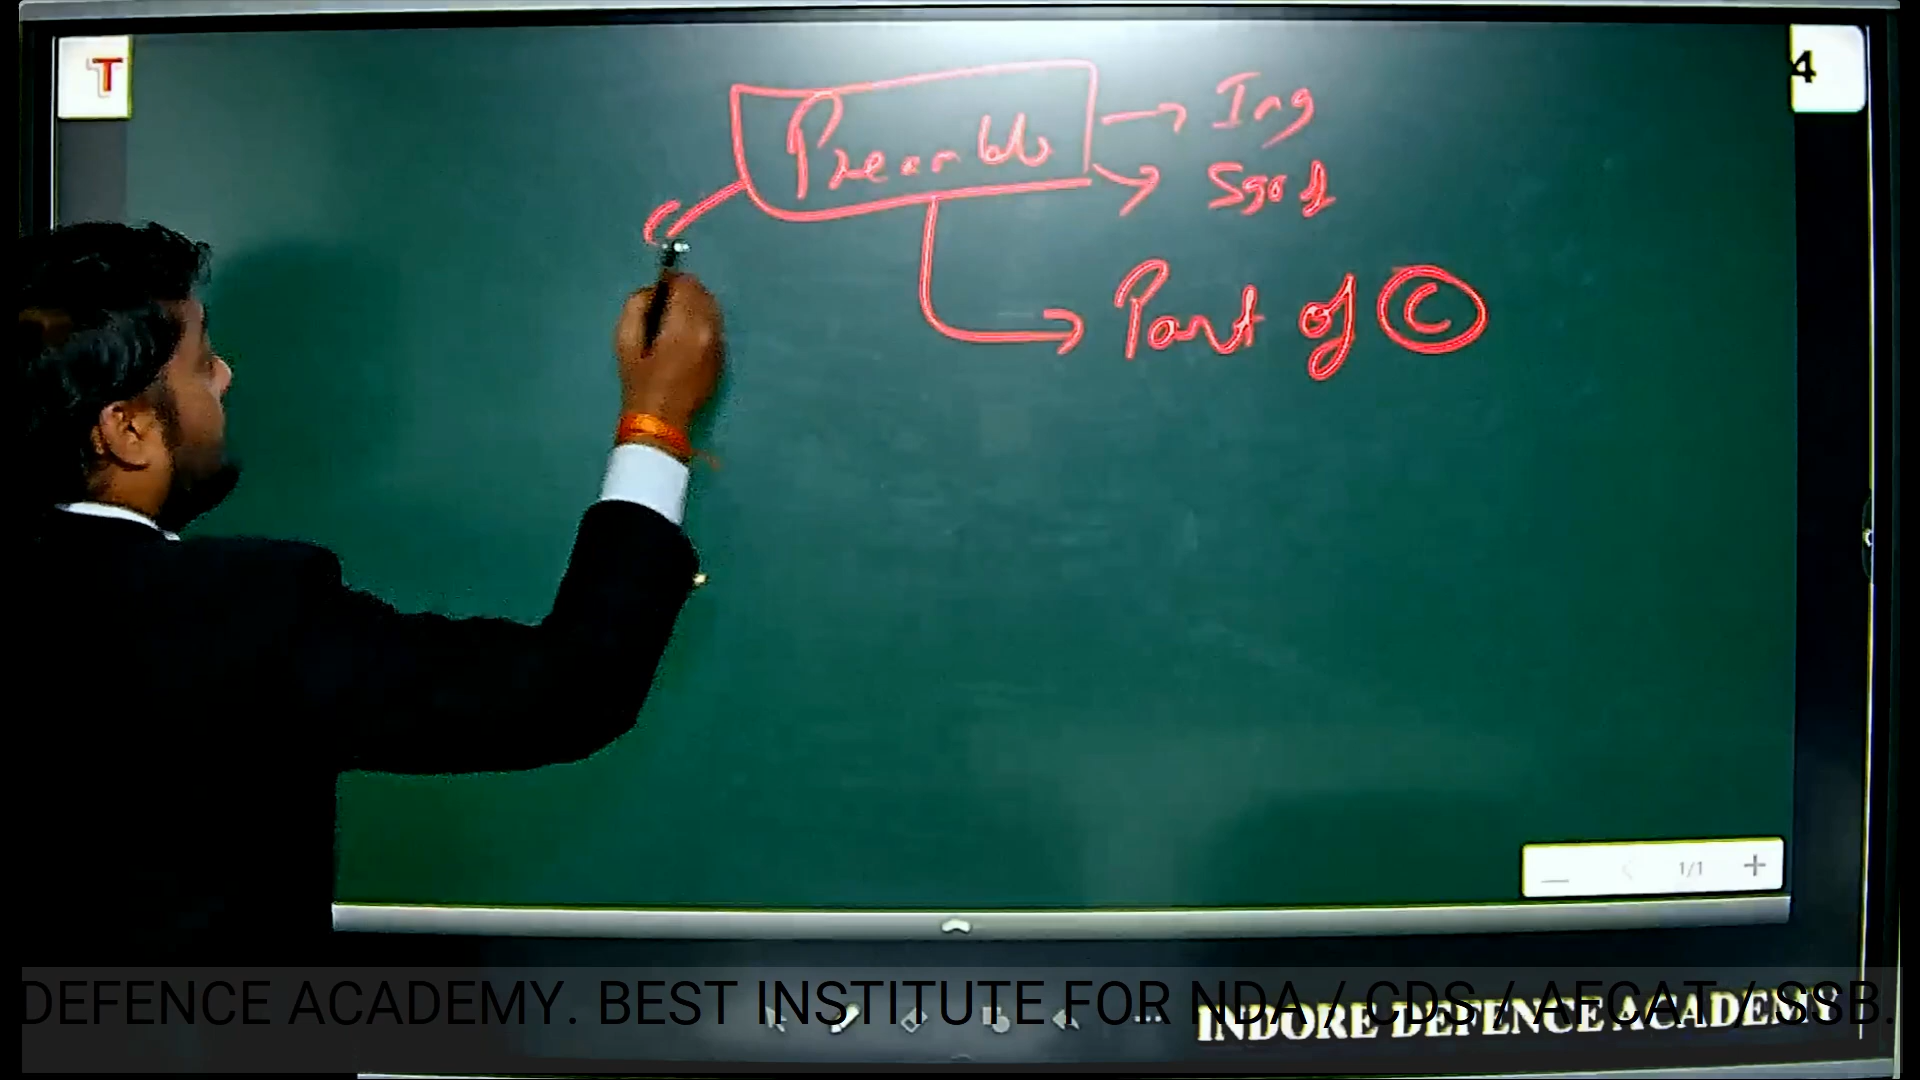 T
4
Preamble
Ing
Part of C
1/1
DEFENCE ACADEMY. BEST INSTITUTE FOR NDA / CDS / AFCAT / SSB.
INDORE DEFENCE ACADEMY